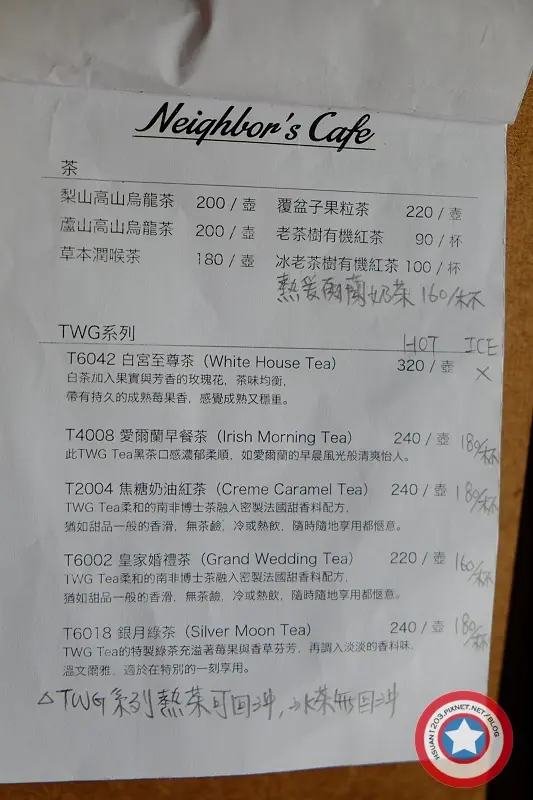 Neighbor's Cafe
茶
梨山高山烏龍茶 200 / 壺 覆盆子果粒茶 220 / 壺
蘆山高山烏龍茶 200 / 壺 老茶樹有機紅茶 90 / 杯
草本潤喉茶 180 / 壺 冰老茶樹有機紅茶 100 / 杯
熱愛爾蘭奶茶 160/杯
TWG系列 HOT ICE
T6042 白宮至尊茶（White House Tea） 320 / 壺 ×
白茶加入果實與芳香的玫瑰花，茶味均衡，
帶有持久的成熟莓果香，感覺成熟又穩重。
T4008 愛爾蘭早餐茶（Irish Morning Tea） 240 / 壺 180/杯
此TWG Tea黑茶口感濃郁柔順，如愛爾蘭的早晨風光般清爽怡人。
T2004 焦糖奶油紅茶（Creme Caramel Tea） 240 / 壺 180/杯
TWG Tea柔和的南非博士茶融入密製法國甜香料配方，
猶如甜品一般的香滑，無茶鹼，冷或熱飲，隨時隨地享用都愜意。
T6002 皇家婚禮茶（Grand Wedding Tea） 220 / 壺 160/杯
TWG Tea柔和的南非博士茶融入密製法國甜香料配方，
猶如甜品一般的香滑，無茶鹼，冷或熱飲，隨時隨地享用都愜意。
T6018 銀月綠茶（Silver Moon Tea） 240 / 壺 180/杯
TWG Tea的特製綠茶充溢著莓果與香草芬芳，再調入淡淡的香料味，
溫文爾雅，適於在特別的一刻享用。
△TWG系列熱茶可回沖，冰茶無回沖
HSUAN1203.PIXNET.NET/BLOG